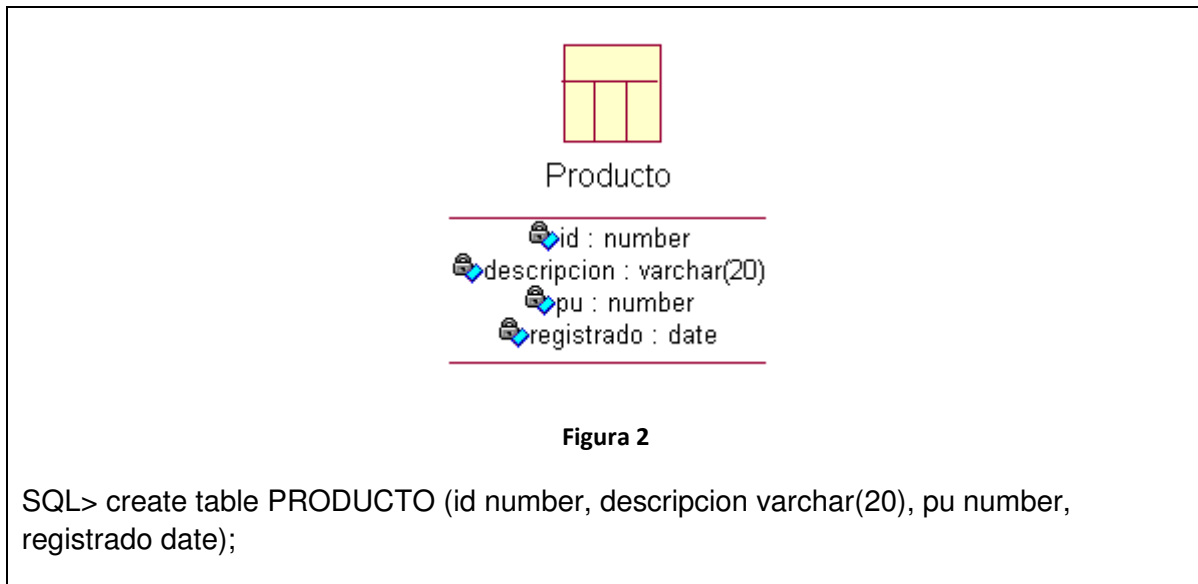 Producto
id : number
descripcion : varchar(20)
pu : number
registrado : date
Figura 2
SQL> create table PRODUCTO (id number, descripcion varchar(20), pu number,
registrado date);